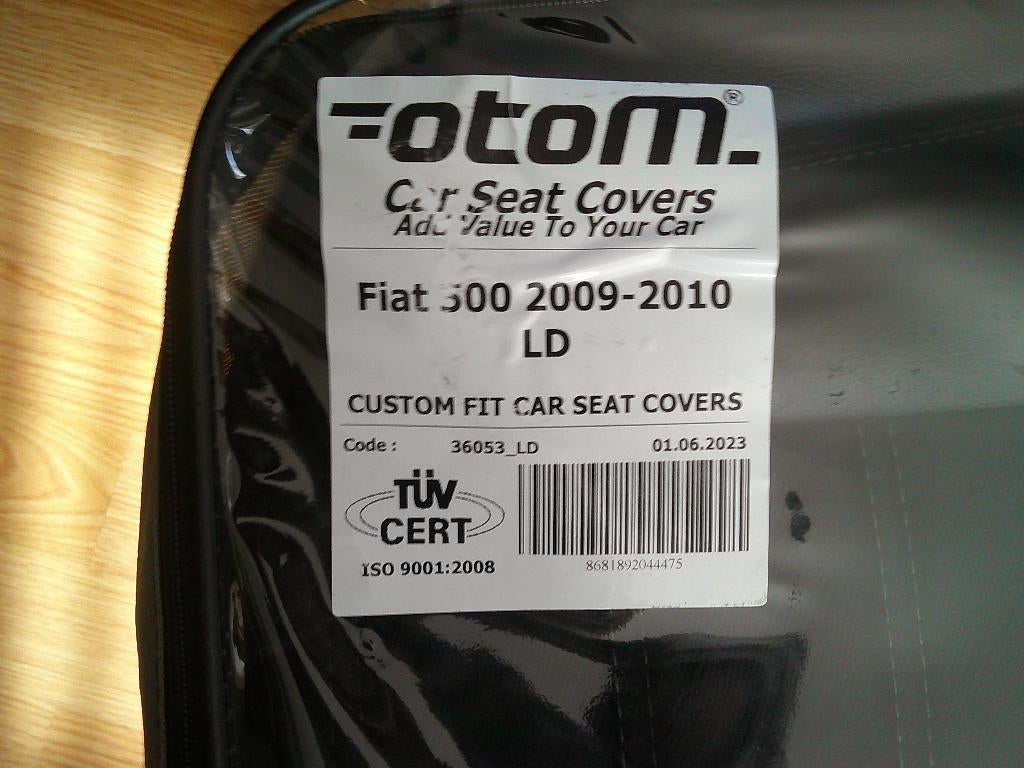 otom®
Car Seat Covers
Add Value To Your Car
Fiat 500 2009-2010
LD
CUSTOM FIT CAR SEAT COVERS
Code : 36053_LD 01.06.2023
TÜV
CERT
ISO 9001:2008
8681892044475